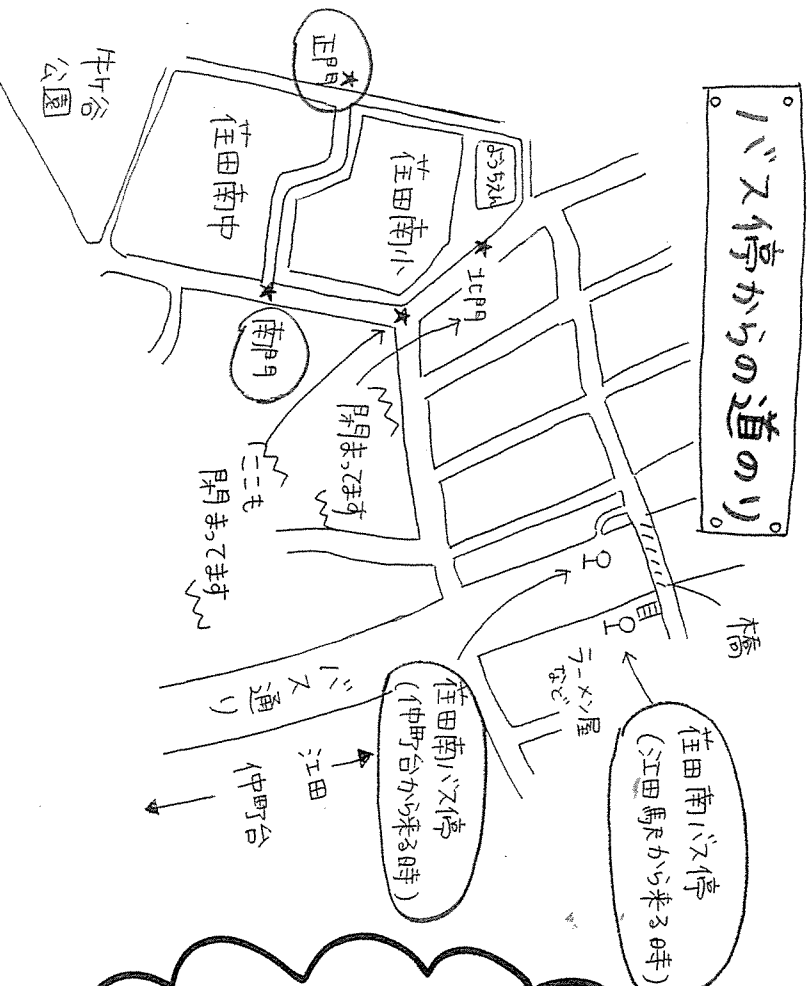 バス停からの道のり
橋
荏田南バス停
(江田駅から来る時)
ラーメン屋
など
荏田南バス停
(仲町台から来る時)
バス通り
江田
仲町台
ようちえん
北門
荏田南小
正門
荏田南中
南門
閉まってます
ここも
閉まってます
牛ヶ谷
公園